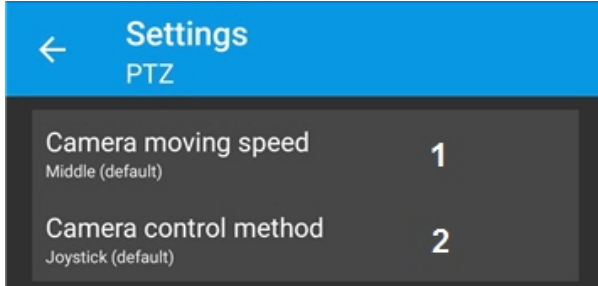 Settings
PTZ
Camera moving speed 1
Middle (default)
Camera control method 2
Joystick (default)